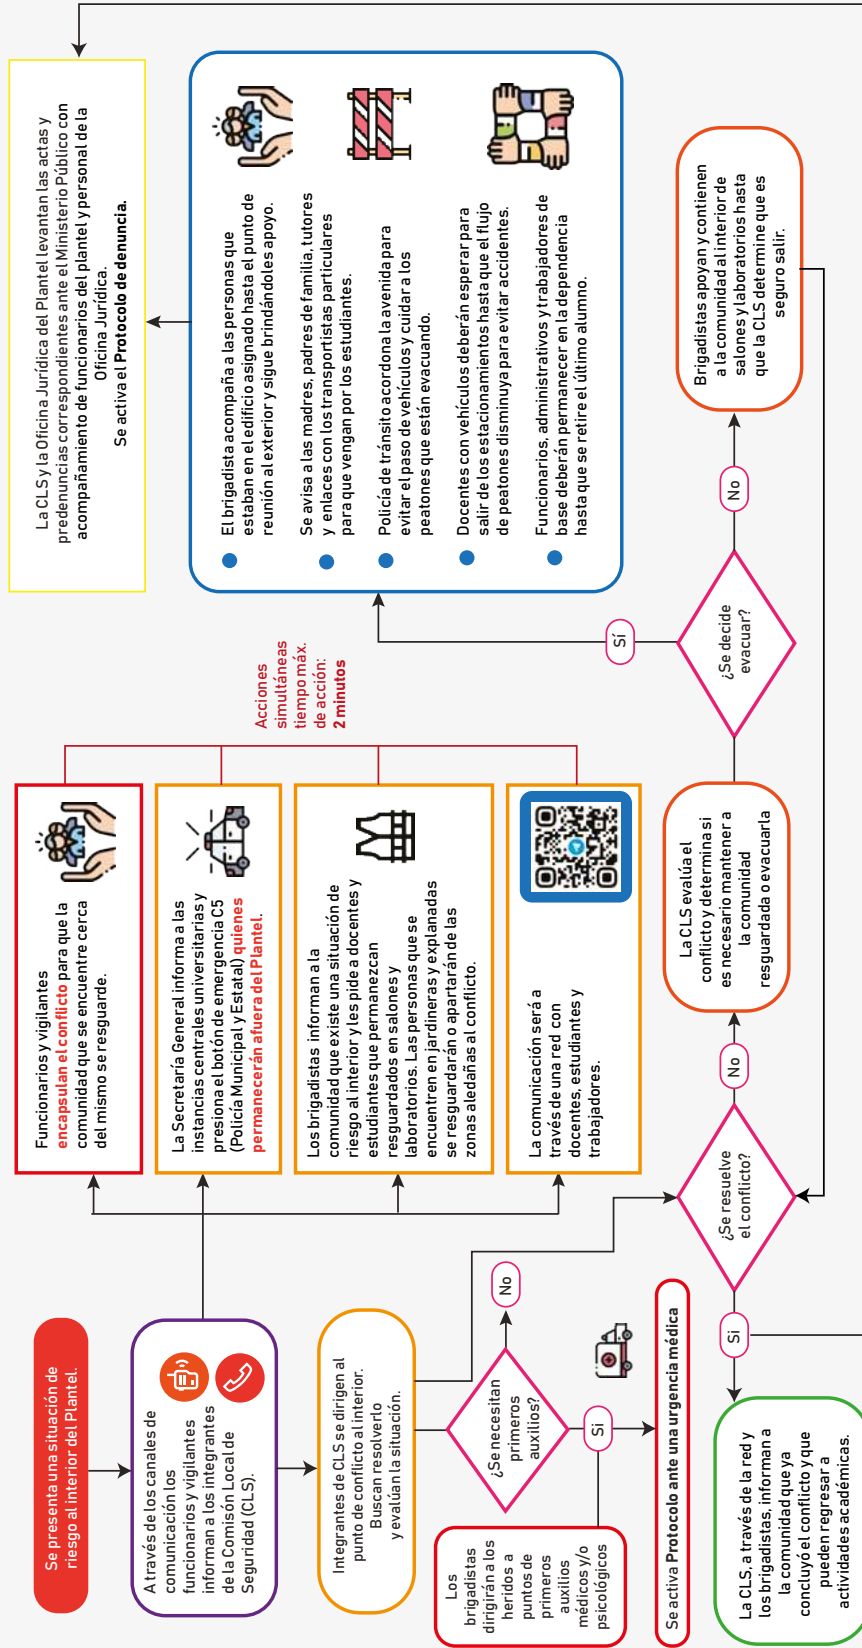 Se presenta una situación de
riesgo al interior del Plantel.
A través de los canales de
comunicación los
funcionarios y vigilantes
informan a los integrantes
de la Comisión Local de
Seguridad (CLS).
Integrantes de CLS se dirigen al
punto de conflicto al interior.
Buscan resolverlo
y evalúan la situación.
¿Se necesitan
primeros
auxilios?
No
Si
Los
brigadistas
dirigirán a los
heridos a
puntos de
primeros
auxilios
médicos y/o
psicológicos
Se activa Protocolo ante una urgencia médica
Funcionarios y vigilantes
encapsulan el conflicto para que la
comunidad que se encuentre cerca
del mismo se resguarde.
La Secretaría General informa a las
instancias centrales universitarias y
presiona el botón de emergencia C5
(Policía Municipal y Estatal) quienes
permanecerán afuera del Plantel.
Los brigadistas informan a la
comunidad que existe una situación de
riesgo al interior y les pide a docentes y
estudiantes que permanezcan
resguardados en salones y
laboratorios. Las personas que se
encuentren en jardineras y explanadas
se resguardarán o apartarán de las
zonas aledañas al conflicto.
La comunicación será a
través de una red con
docentes, estudiantes y
trabajadores.
Acciones
simultáneas
tiempo máx.
de acción:
2 minutos
¿Se resuelve
el conflicto?
Si
No
La CLS, a través de la red y
los brigadistas, informan a
la comunidad que ya
concluyó el conflicto y que
pueden regresar a
actividades académicas.
La CLS evalúa el
conflicto y determina si
es necesario mantener a
la comunidad
resguardada o evacuarla
¿Se decide
evacuar?
Sí
No
Brigadistas apoyan y contienen
a la comunidad al interior de
salones y laboratorios hasta
que la CLS determine que es
seguro salir.
El brigadista acompaña a las personas que
estaban en el edificio asignado hasta el punto de
reunión al exterior y sigue brindándoles apoyo.
Se avisa a las madres, padres de familia, tutores
y enlaces con los transportistas particulares
para que vengan por los estudiantes.
Policía de tránsito acordona la avenida para
evitar el paso de vehículos y cuidar a los
peatones que están evacuando.
Docentes con vehículos deberán esperar para
salir de los estacionamientos hasta que el flujo
de peatones disminuya para evitar accidentes.
Funcionarios, administrativos y trabajadores de
base deberán permanecer en la dependencia
hasta que se retire el último alumno.
La CLS y la Oficina Jurídica del Plantel levantan las actas y
predenuncias correspondientes ante el Ministerio Público con
acompañamiento de funcionarios del plantel y personal de la
Oficina Jurídica.
Se activa el Protocolo de denuncia.